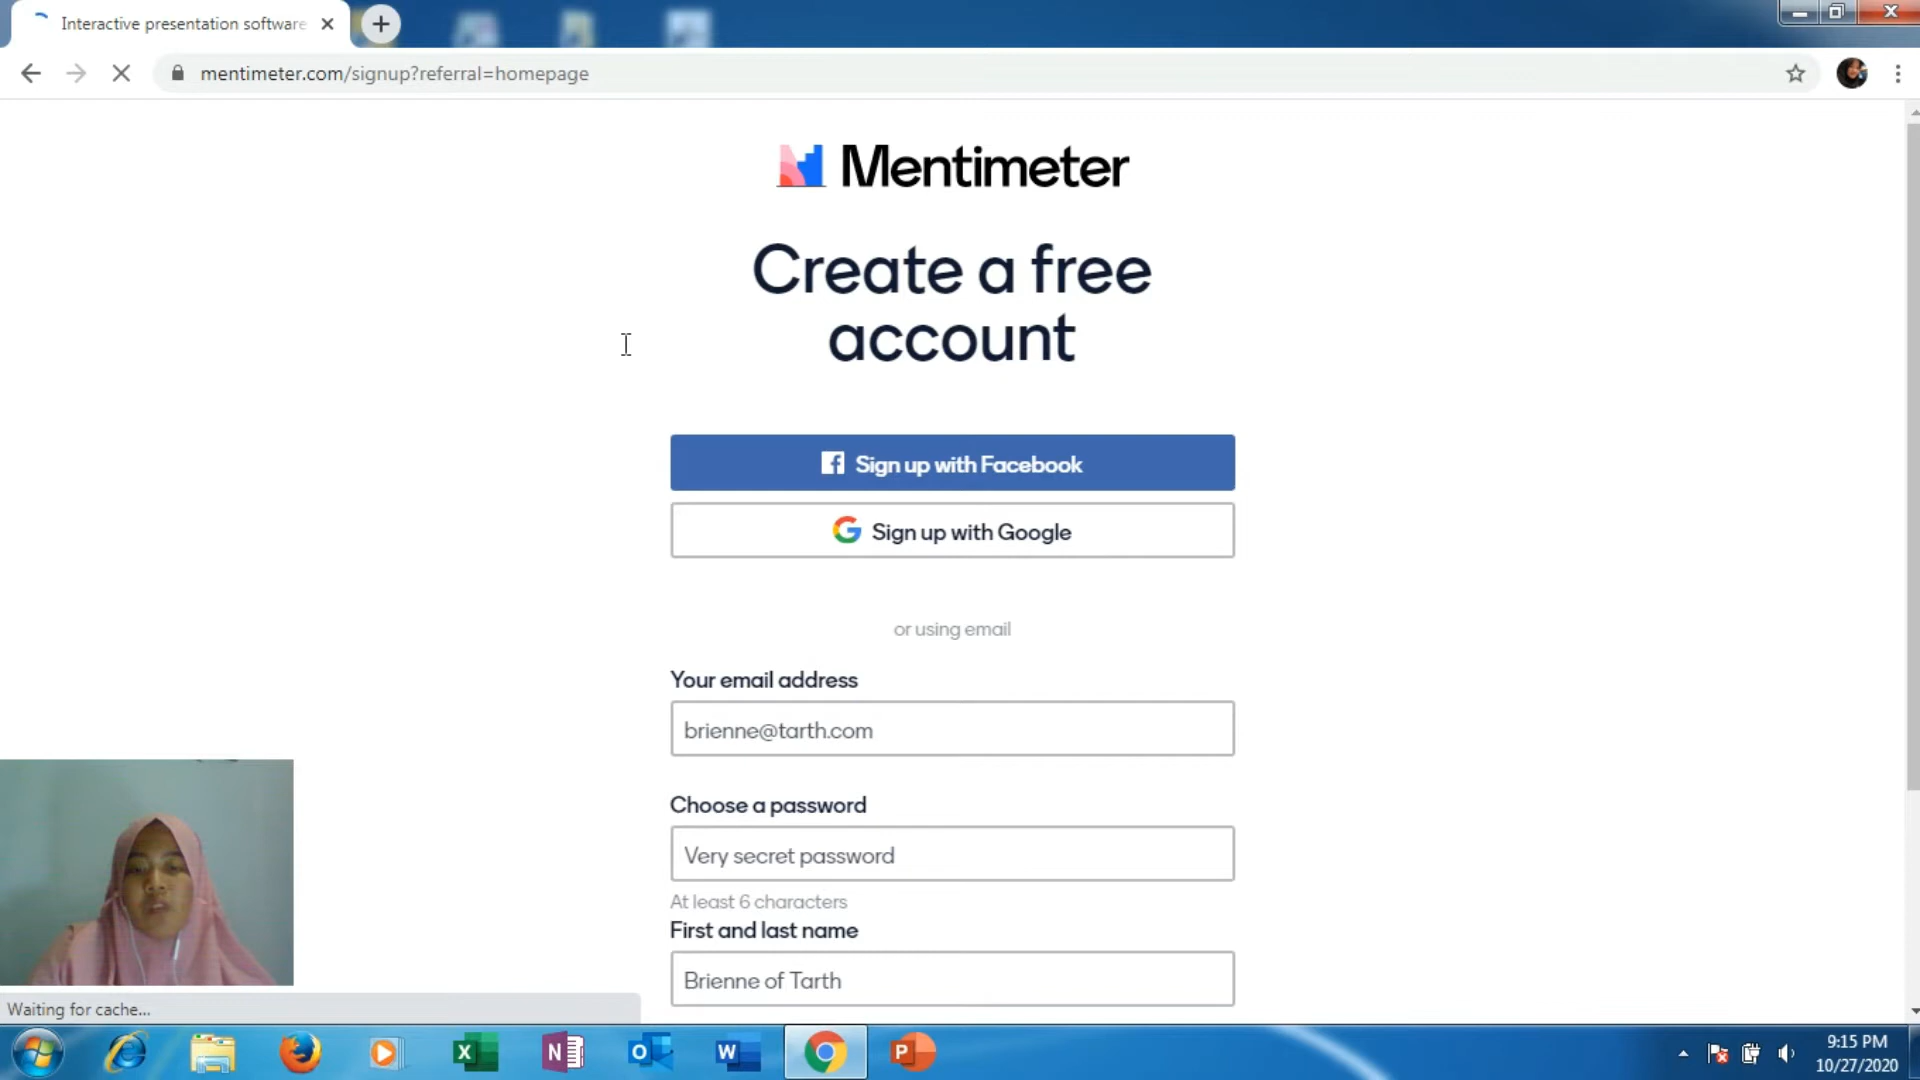 Interactive presentation software
mentimeter.com/signup?referral=homepage
Mentimeter
Create a free
account
Sign up with Facebook
Sign up with Google
or using email
Your email address
brienne@tarth.com
Choose a password
Very secret password
At least 6 characters
First and last name
Brienne of Tarth
Waiting for cache...
9:15 PM
10/27/2020